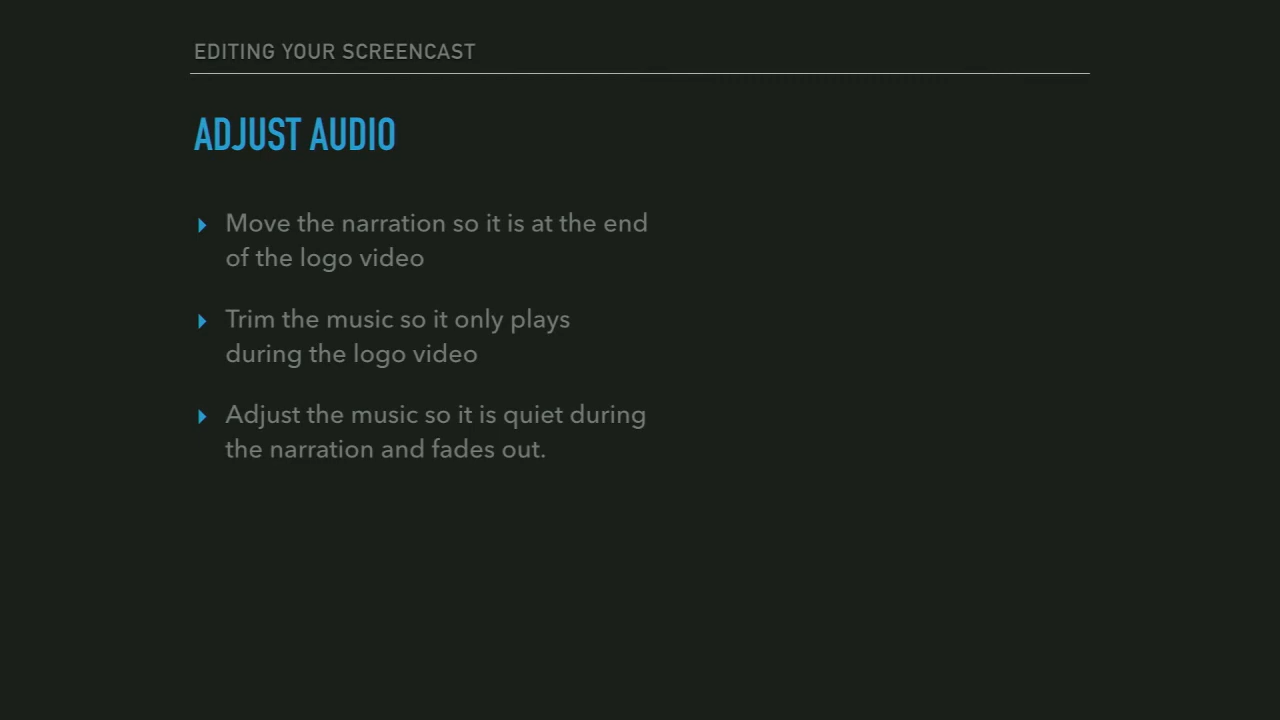 EDITING YOUR SCREENCAST
ADJUST AUDIO
Move the narration so it is at the end
of the logo video
Trim the music so it only plays
during the logo video
Adjust the music so it is quiet during
the narration and fades out.